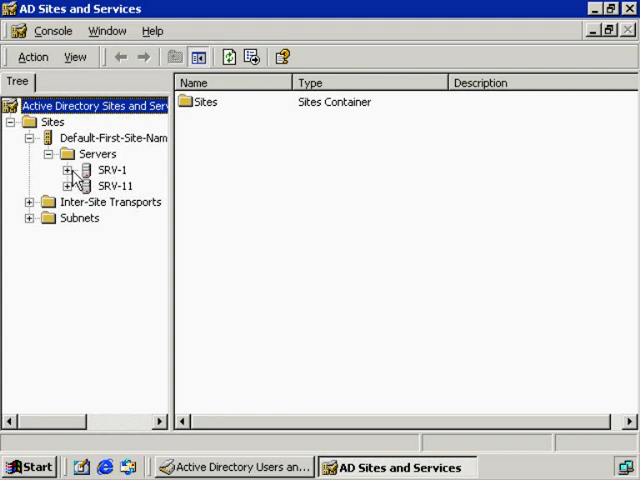 AD Sites and Services
Console Window Help
Action View
Tree
Name Type Description
Active Directory Sites and Serv
Sites Sites Container
Sites
Default-First-Site-Nam
Servers
SRV-1
SRV-11
Inter-Site Transports
Subnets
Start Active Directory Users an... AD Sites and Services